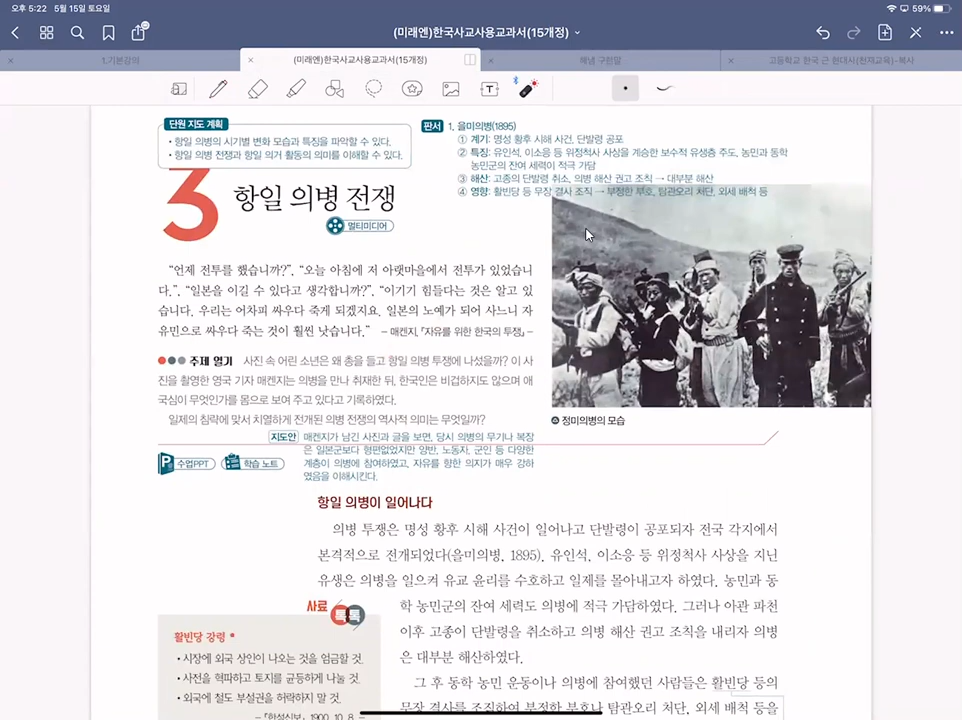 오후 5:22 5월 15일 토요일
59%
(미래엔)한국사교사용교과서(15개정)
1.기본강의
(미래엔)한국사교사용교과서(15개정)
해냄 구한말
고등학교 한국 근 현대사(천재교육)-복사
단원 지도 계획
• 항일 의병의 시기별 변화 모습과 특징을 파악할 수 있다.
• 항일 의병 전쟁과 항일 의거 활동의 의미를 이해할 수 있다.
판서 1. 을미의병(1895)
① 계기: 명성 황후 시해 사건, 단발령 공포
② 특징: 유인석, 이소응 등 위정척사 사상을 계승한 보수적 유생층 주도, 농민과 동학
농민군의 잔여 세력이 적극 가담
③ 해산: 고종의 단발령 취소, 의병 해산 권고 조칙 → 대부분 해산
④ 영향: 활빈당 등 무장 결사 조직 → 부정한 부호, 탐관오리 처단, 외세 배척 등
3 항일 의병 전쟁
멀티미디어
“언제 전투를 했습니까?”, “오늘 아침에 저 아랫마을에서 전투가 있었습니
다.”, “일본을 이길 수 있다고 생각합니까?”, “이기기 힘들다는 것은 알고 있
습니다. 우리는 어차피 싸우다 죽게 되겠지요. 일본의 노예가 되어 사느니 자
유민으로 싸우다 죽는 것이 훨씬 낫습니다.” – 매켄지, 『자유를 위한 한국의 투쟁』 –
주제 열기 사진 속 어린 소년은 왜 총을 들고 항일 의병 투쟁에 나섰을까? 이 사
진을 촬영한 영국 기자 매켄지는 의병을 만나 취재한 뒤, 한국인은 비겁하지도 않으며 애
국심이 무엇인가를 몸으로 보여 주고 있다고 기록하였다.
일제의 침략에 맞서 치열하게 전개된 의병 전쟁의 역사적 의미는 무엇일까?
정미의병의 모습
지도안 매켄지가 남긴 사진과 글을 보면, 당시 의병의 무기나 복장
은 일본군보다 형편없었지만 양반, 노동자, 군인 등 다양한
계층이 의병에 참여하였고, 자유를 향한 의지가 매우 강하
였음을 이해시킨다.
수업PPT
학습 노트
항일 의병이 일어나다
의병 투쟁은 명성 황후 시해 사건이 일어나고 단발령이 공포되자 전국 각지에서
본격적으로 전개되었다(을미의병, 1895). 유인석, 이소응 등 위정척사 사상을 지닌
유생은 의병을 일으켜 유교 윤리를 수호하고 일제를 몰아내고자 하였다. 농민과 동
학 농민군의 잔여 세력도 의병에 적극 가담하였다. 그러나 아관 파천
이후 고종이 단발령을 취소하고 의병 해산 권고 조칙을 내리자 의병
은 대부분 해산하였다.
그 후 동학 농민 운동이나 의병에 참여했던 사람들은 활빈당 등의
무장 결사를 조직하여 부정한 부호나 탐관오리 처단, 외세 배척 등을
사료 톡톡
활빈당 강령
• 시장에 외국 상인이 나오는 것을 엄금할 것.
• 사전을 혁파하고 토지를 균등하게 나눌 것.
• 외국에 철도 부설권을 허락하지 말 것.
– 『한성신보』, 1900. 10. 8. –